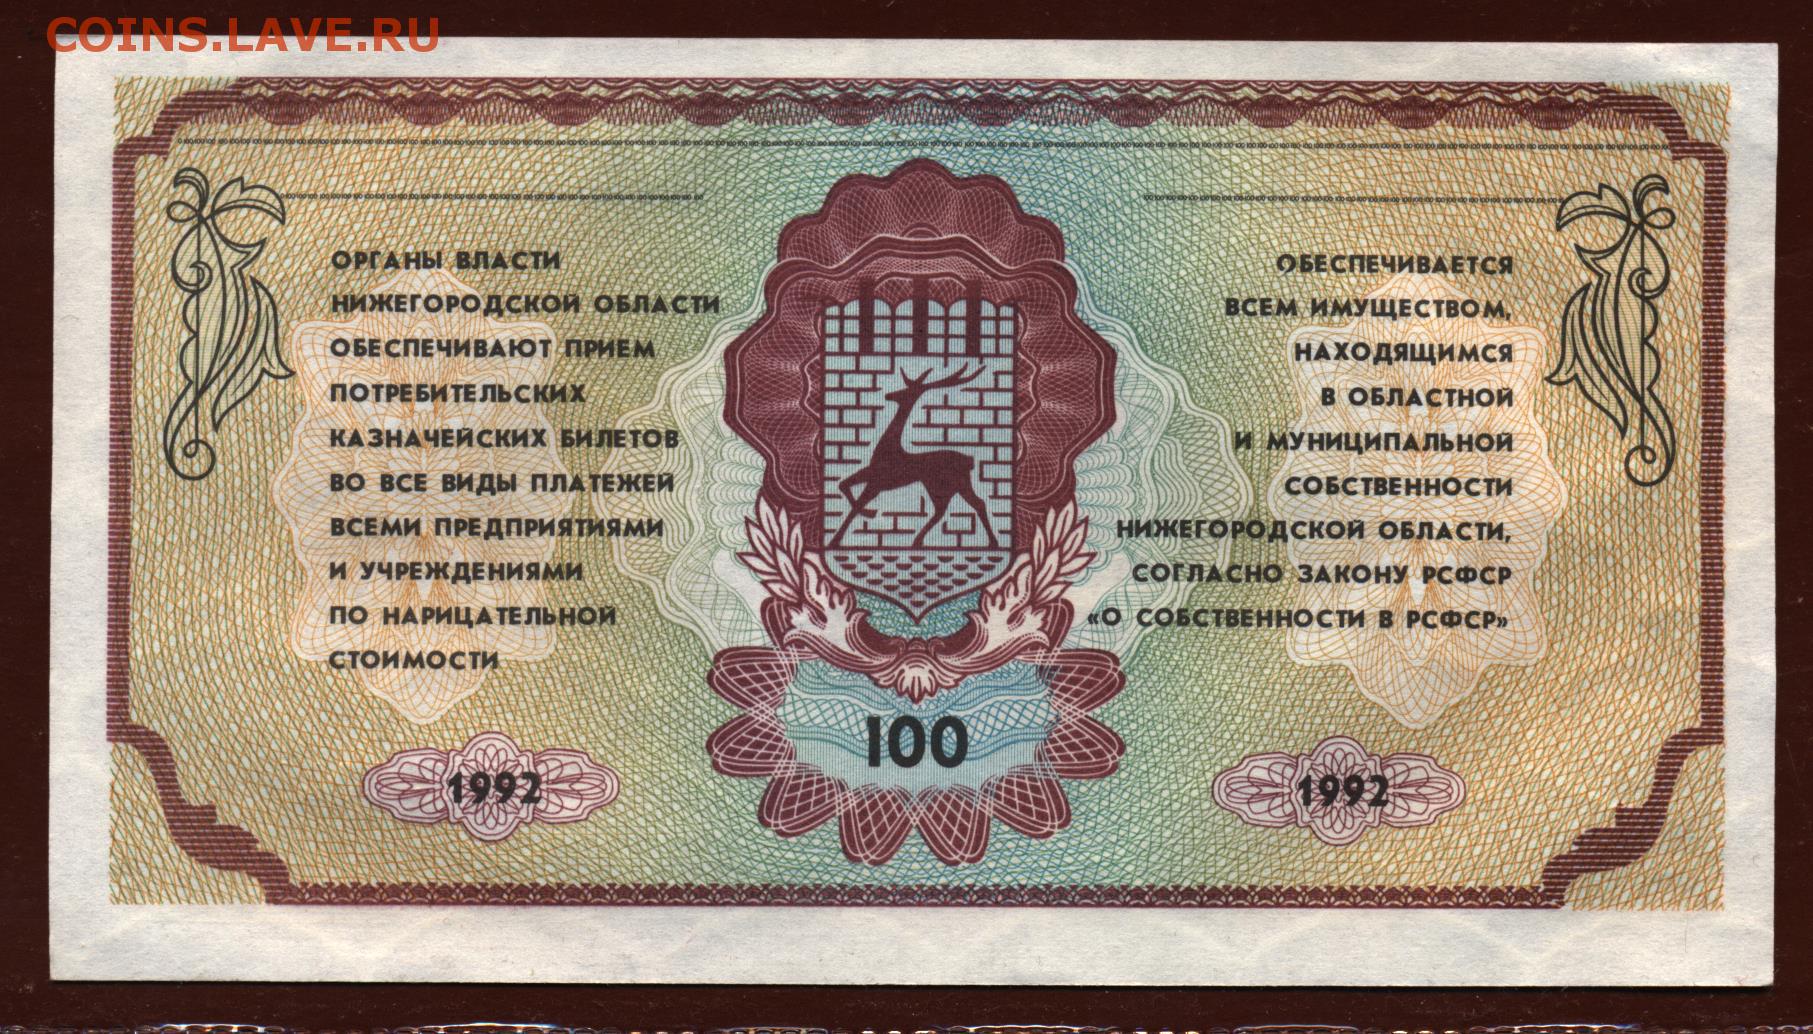 COINS.LAVE.RU
ОРГАНЫ ВЛАСТИ
НИЖЕГОРОДСКОЙ ОБЛАСТИ
ОБЕСПЕЧИВАЮТ ПРИЕМ
ПОТРЕБИТЕЛЬСКИХ
КАЗНАЧЕЙСКИХ БИЛЕТОВ
ВО ВСЕ ВИДЫ ПЛАТЕЖЕЙ
ВСЕМИ ПРЕДПРИЯТИЯМИ
И УЧРЕЖДЕНИЯМИ
ПО НАРИЦАТЕЛЬНОЙ
СТОИМОСТИ
ОБЕСПЕЧИВАЕТСЯ
ВСЕМ ИМУЩЕСТВОМ,
НАХОДЯЩИМСЯ
В ОБЛАСТНОЙ
И МУНИЦИПАЛЬНОЙ
СОБСТВЕННОСТИ
НИЖЕГОРОДСКОЙ ОБЛАСТИ,
СОГЛАСНО ЗАКОНУ РСФСР
«О СОБСТВЕННОСТИ В РСФСР»
100
1992
1992